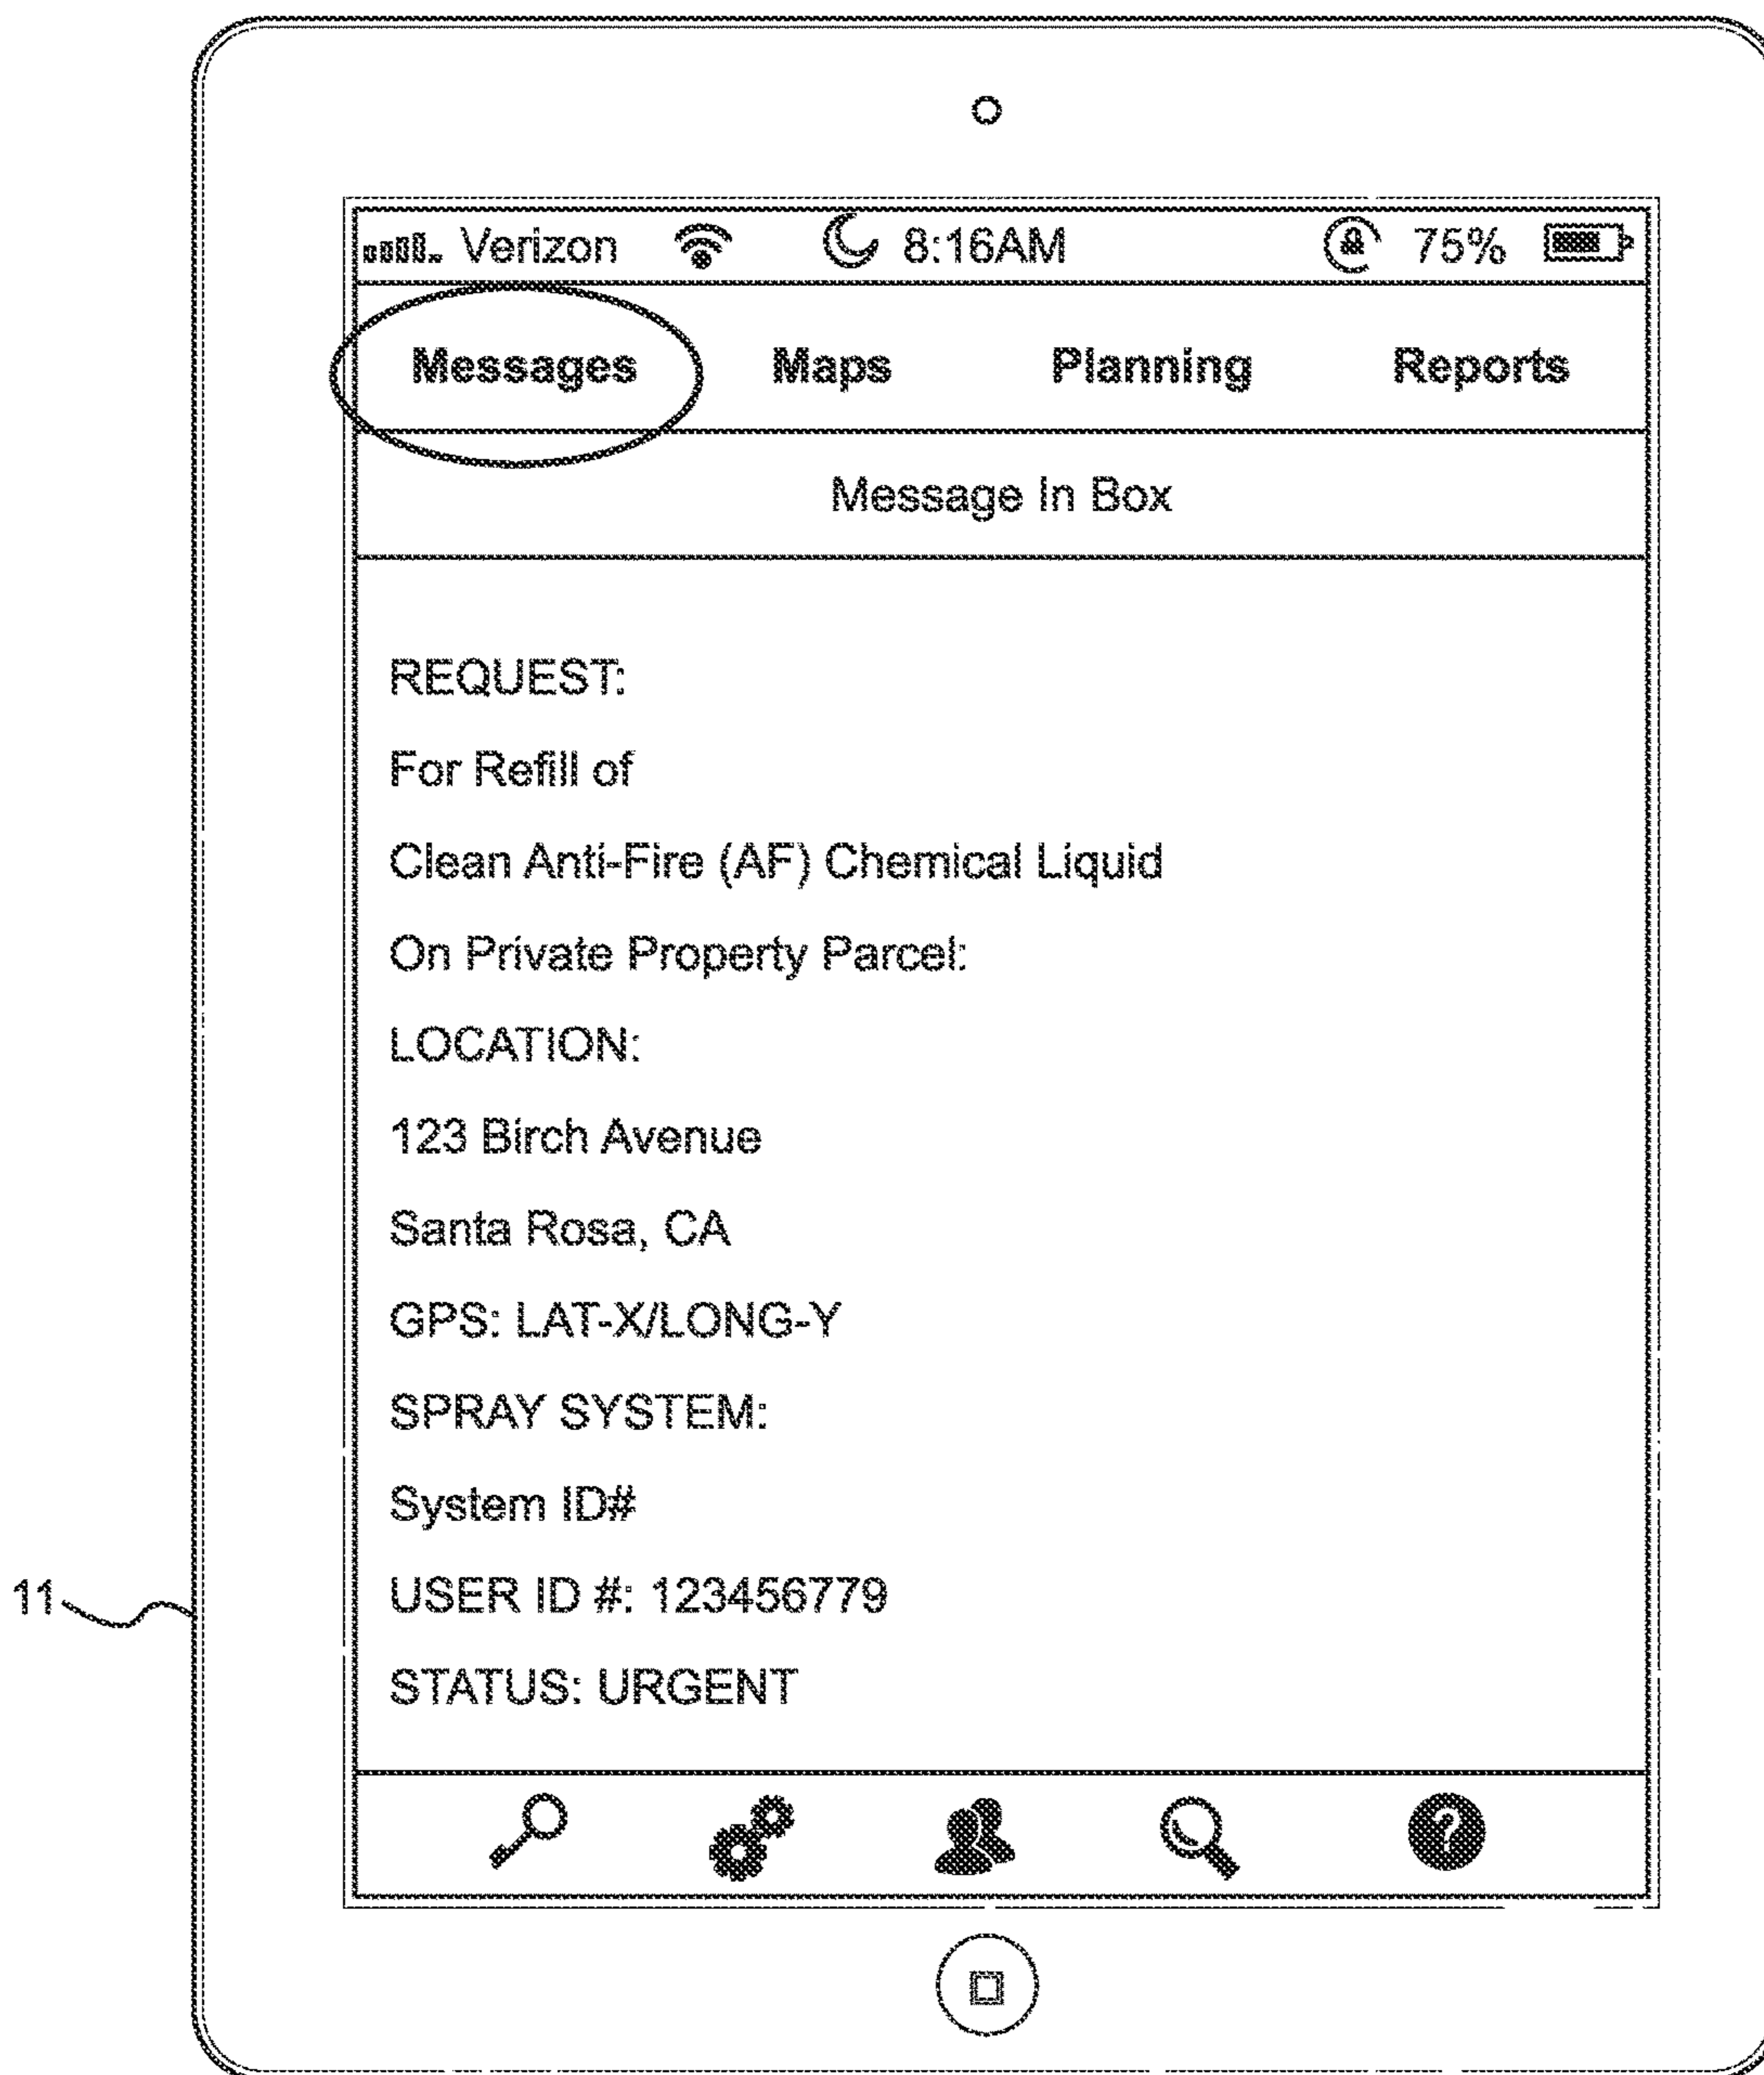 Verizon 8:16AM 75%
Messages Maps Planning Reports
Message In Box
REQUEST:
For Refill of
Clean Anti-Fire (AF) Chemical Liquid
On Private Property Parcel:
LOCATION:
123 Birch Avenue
Santa Rosa, CA
GPS: LAT-X/LONG-Y
SPRAY SYSTEM:
System ID#
11
USER ID #: 123456779
STATUS: URGENT
?